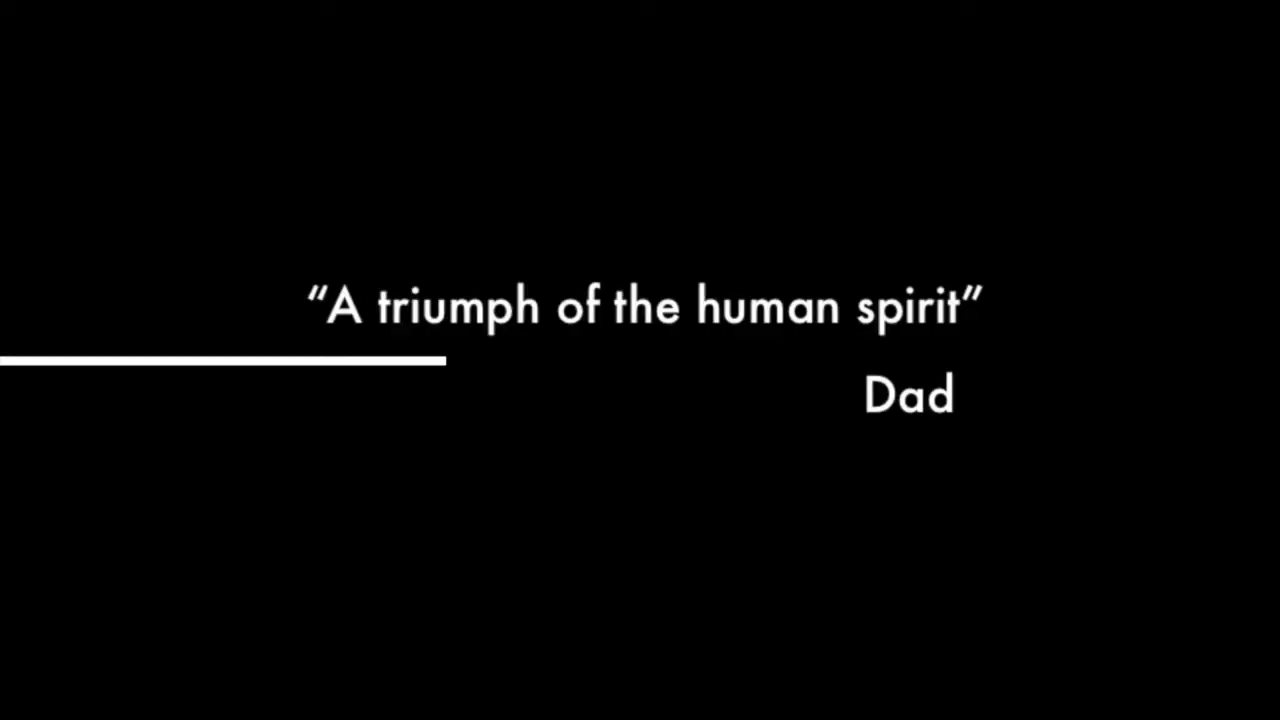 “A triumph of the human spirit”
Dad